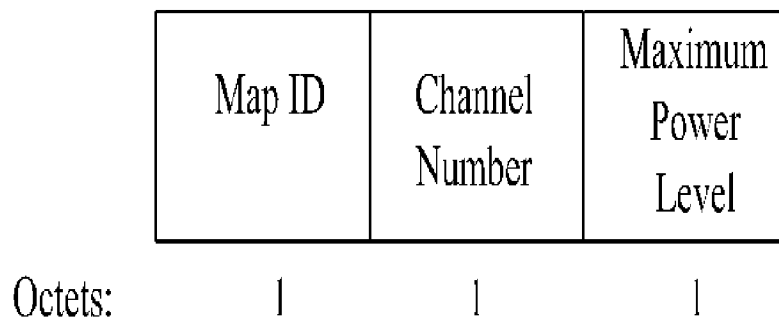 Map ID
Channel
Number
Maximum
Power
Level
Octets: 1 1 1